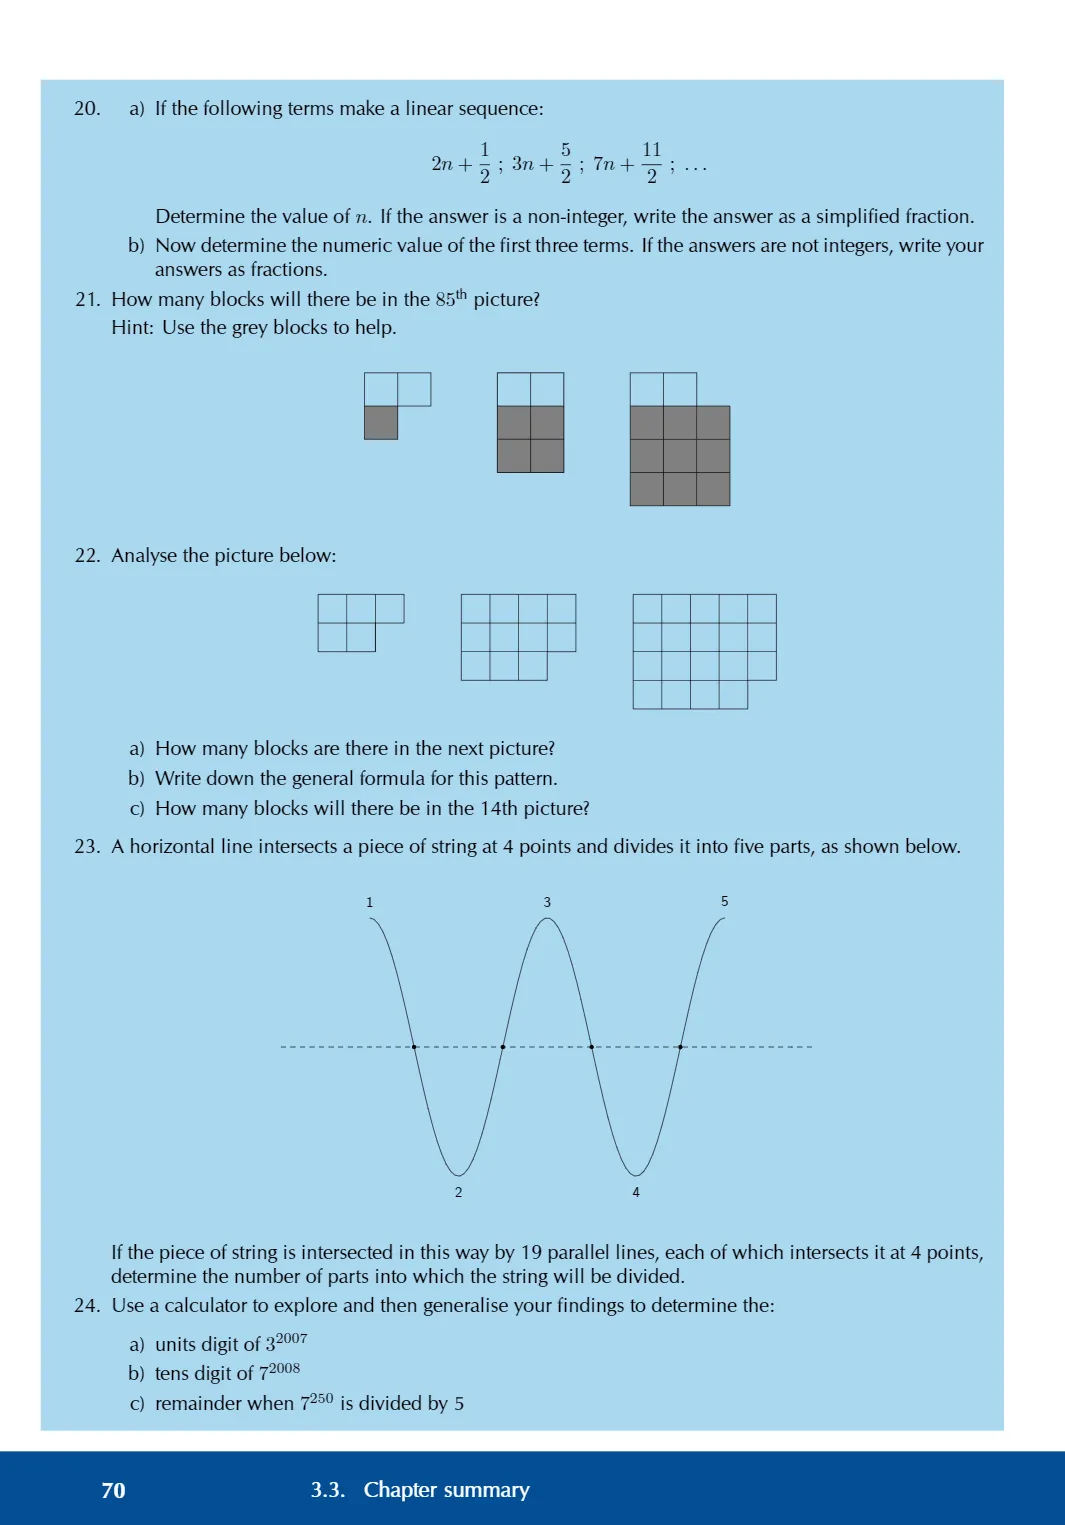 20. a) If the following terms make a linear sequence:
2n + 1/2 ; 3n + 5/2 ; 7n + 11/2 ; . . .
Determine the value of n. If the answer is a non-integer, write the answer as a simplified fraction.
b) Now determine the numeric value of the first three terms. If the answers are not integers, write your
answers as fractions.
21. How many blocks will there be in the 85th picture?
Hint: Use the grey blocks to help.
22. Analyse the picture below:
a) How many blocks are there in the next picture?
b) Write down the general formula for this pattern.
c) How many blocks will there be in the 14th picture?
23. A horizontal line intersects a piece of string at 4 points and divides it into five parts, as shown below.
1 3 5
2 4
If the piece of string is intersected in this way by 19 parallel lines, each of which intersects it at 4 points,
determine the number of parts into which the string will be divided.
24. Use a calculator to explore and then generalise your findings to determine the:
a) units digit of 3^2007
b) tens digit of 7^2008
c) remainder when 7^250 is divided by 5
70 3.3. Chapter summary